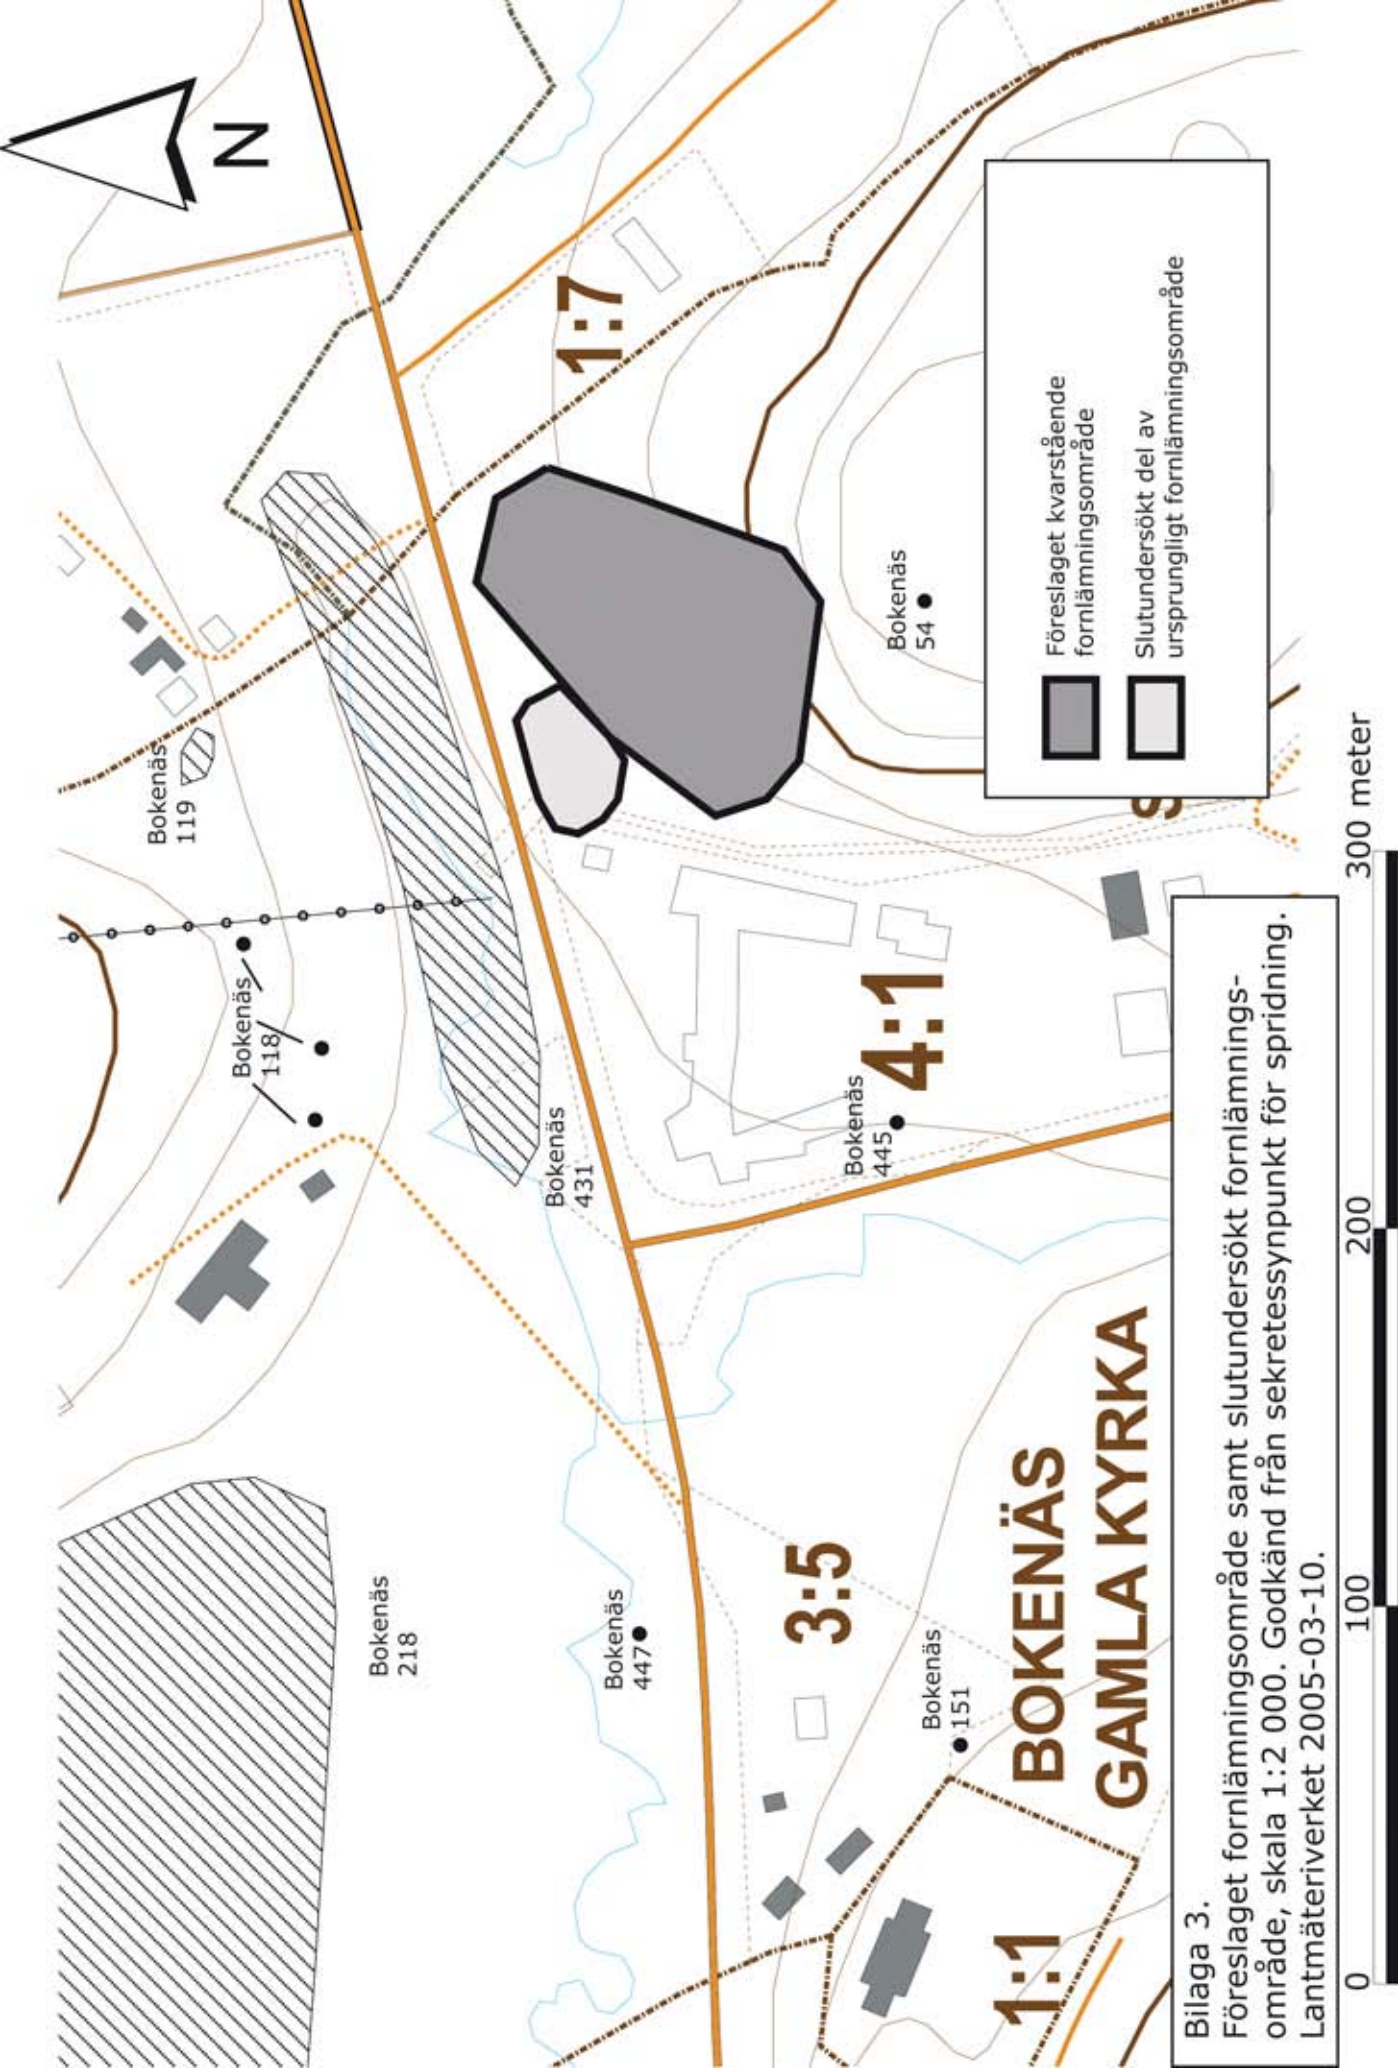 N
Bokenäs
119
Bokenäs
118
Bokenäs
218
Bokenäs
431
Bokenäs
447
1:7
Bokenäs
54
Bokenäs
445
4:1
3:5
Bokenäs
151
BOKENÄS
GAMLA KYRKA
1:1
S
Föreslaget kvarstående
fornlämningsområde
Slutundersökt del av
ursprungligt fornlämningsområde
Bilaga 3.
Föreslaget fornlämningsområde samt slutundersökt fornlämnings-
område, skala 1:2 000. Godkänd från sekretessynpunkt för spridning.
Lantmäteriverket 2005-03-10.
0 100 200 300 meter